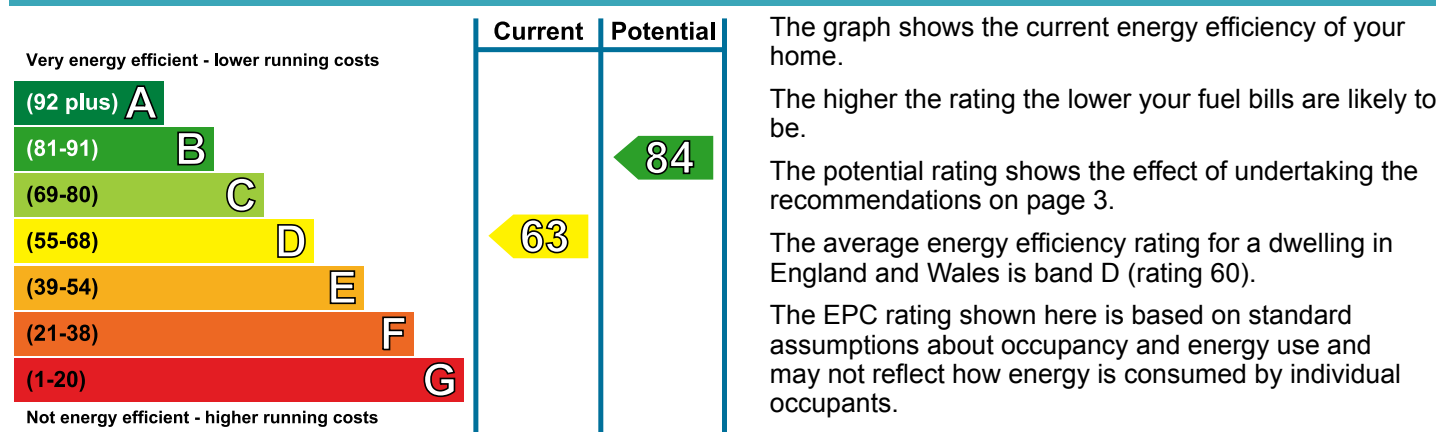 Current Potential
Very energy efficient - lower running costs
(92 plus) A
(81-91) B
84
(69-80) C
(55-68) D
63
(39-54) E
(21-38) F
(1-20) G
Not energy efficient - higher running costs
The graph shows the current energy efficiency of your
home.
The higher the rating the lower your fuel bills are likely to
be.
The potential rating shows the effect of undertaking the
recommendations on page 3.
The average energy efficiency rating for a dwelling in
England and Wales is band D (rating 60).
The EPC rating shown here is based on standard
assumptions about occupancy and energy use and
may not reflect how energy is consumed by individual
occupants.